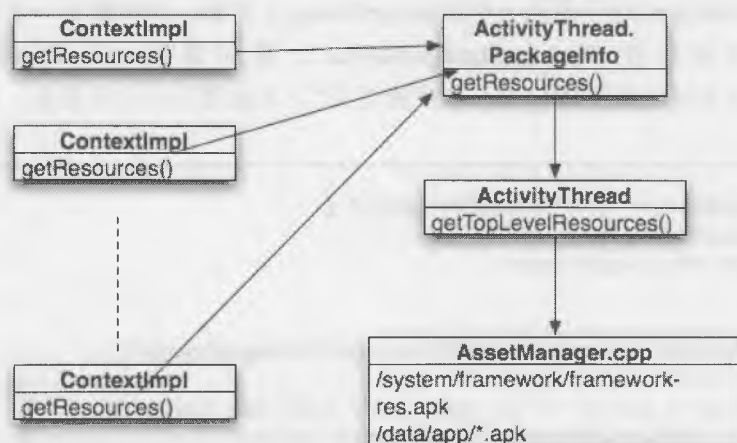 ContextImpl
getResources()
ActivityThread.
PackageInfo
getResources()
ContextImpl
getResources()
ActivityThread
getTopLevelResources()
ContextImpl
getResources()
AssetManager.cpp
/system/framework/framework-
res.apk
/data/app/*.apk